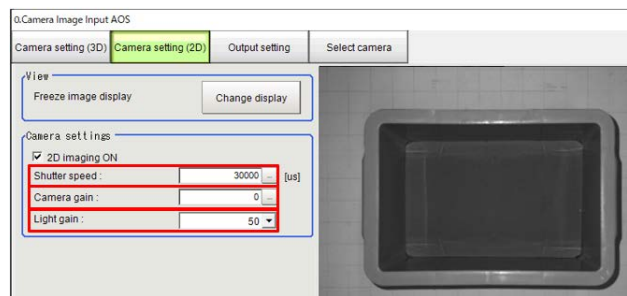 0.Camera Image Input AOS
Camera setting (3D) Camera setting (2D) Output setting Select camera
View
Freeze image display Change display
Camera settings
2D imaging ON
Shutter speed : 30000 ... [us]
Camera gain : 0 ...
Light gain : 50